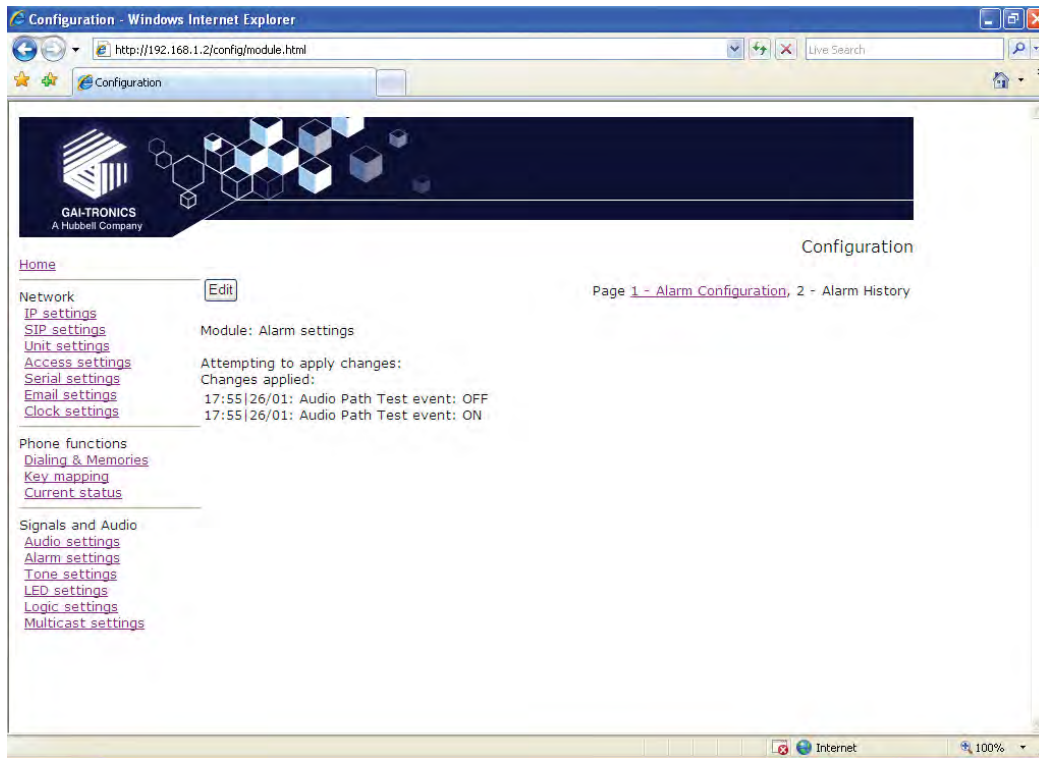 Configuration - Windows Internet Explorer
http://192.168.1.2/config/module.html
Live Search
Configuration
GAI-TRONICS
A Hubbell Company
Configuration
Home
Edit
Page 1 - Alarm Configuration, 2 - Alarm History
Network
IP settings
SIP settings
Unit settings
Access settings
Serial settings
Email settings
Clock settings
Module: Alarm settings
Attempting to apply changes:
Changes applied:
17:55|26/01: Audio Path Test event: OFF
17:55|26/01: Audio Path Test event: ON
Phone functions
Dialing & Memories
Key mapping
Current status
Signals and Audio
Audio settings
Alarm settings
Tone settings
LED settings
Logic settings
Multicast settings
Internet
100%